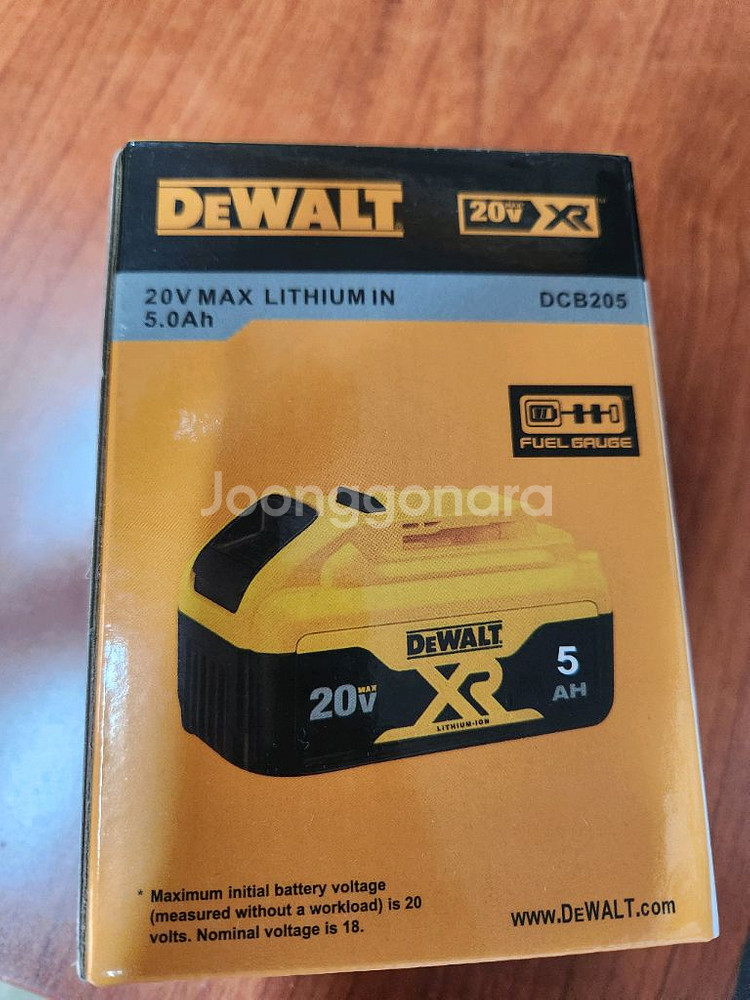 DEWALT
20V MAX XR™
20V MAX LITHIUM IN
5.0Ah
DCB205
FUEL GAUGE
Joonggonara
DEWALT
20V MAX
XR
LITHIUM-ION
5
AH
* Maximum initial battery voltage
(measured without a workload) is 20
volts. Nominal voltage is 18.
www.DEWALT.com